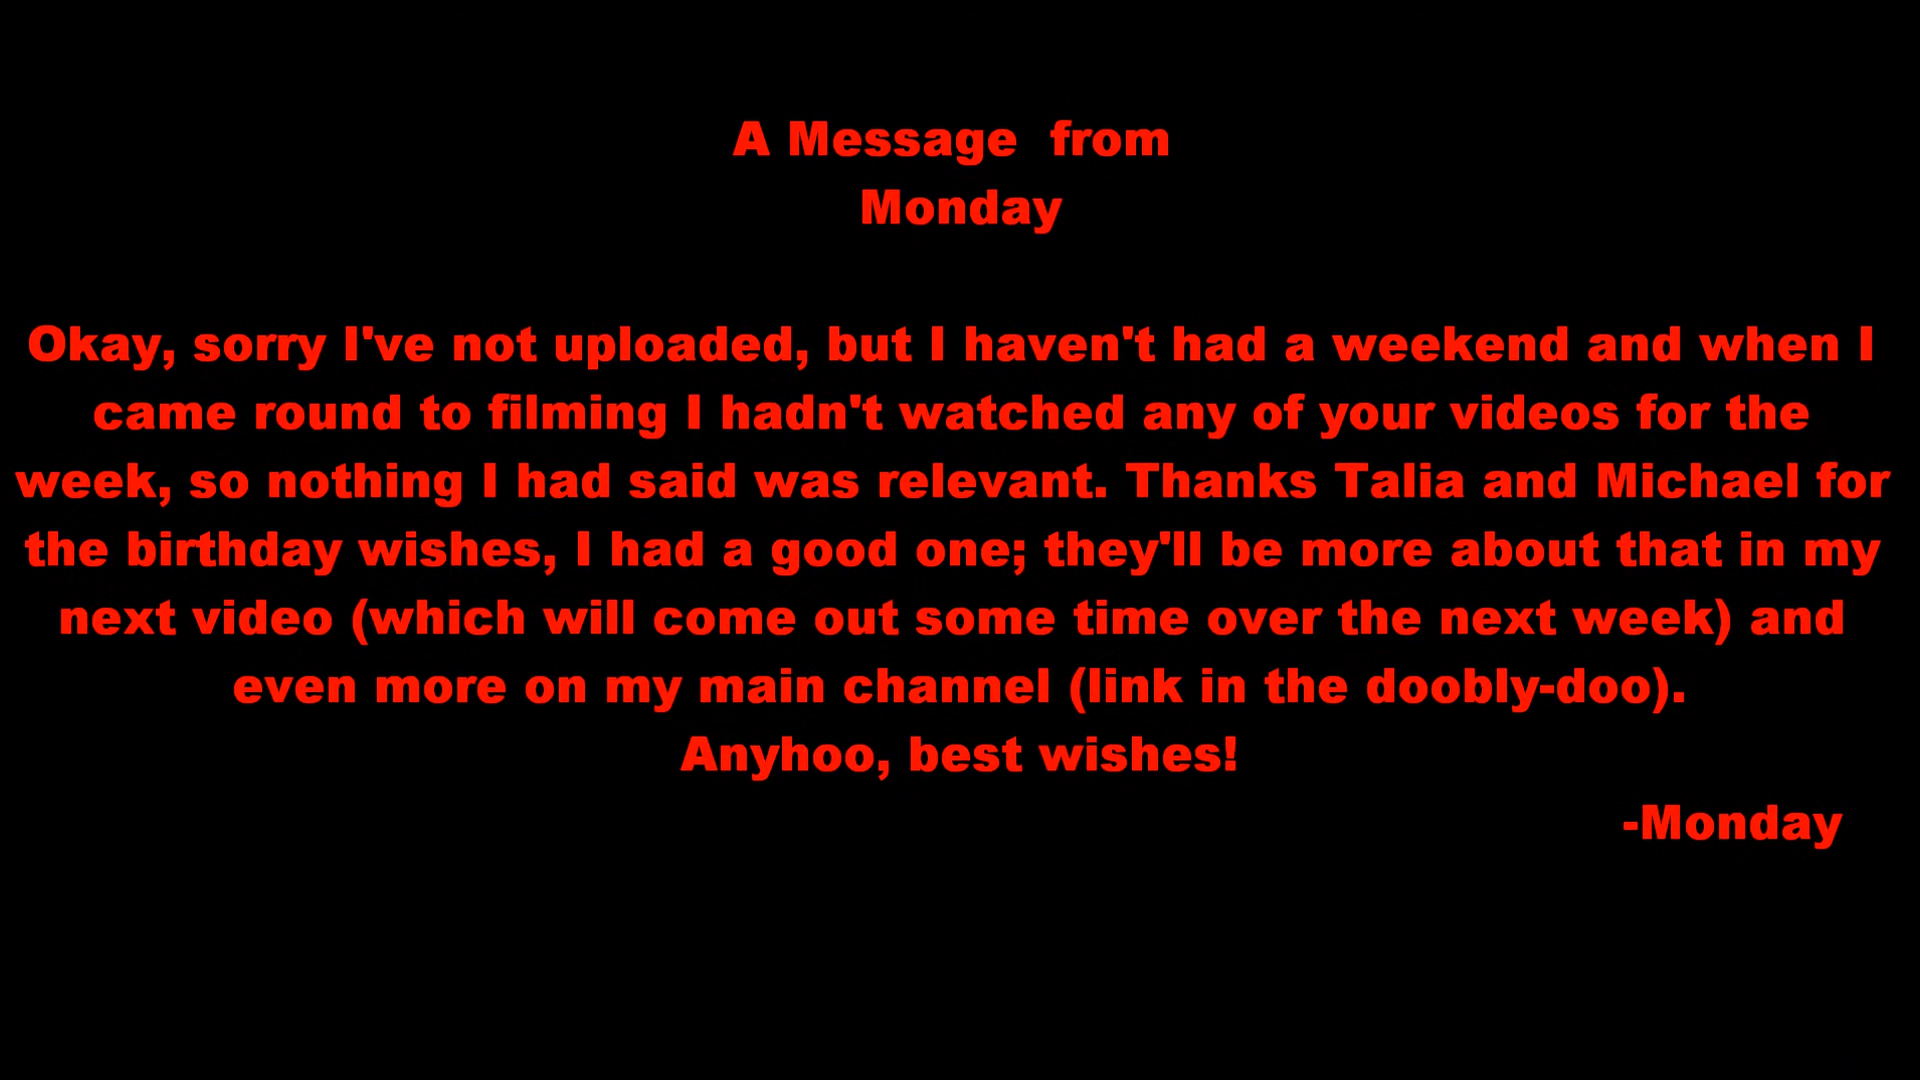 A Message  from
Monday
Okay, sorry I've not uploaded, but I haven't had a weekend and when I
came round to filming I hadn't watched any of your videos for the
week, so nothing I had said was relevant. Thanks Talia and Michael for
the birthday wishes, I had a good one; they'll be more about that in my
next video (which will come out some time over the next week) and
even more on my main channel (link in the doobly-doo).
Anyhoo, best wishes!
-Monday